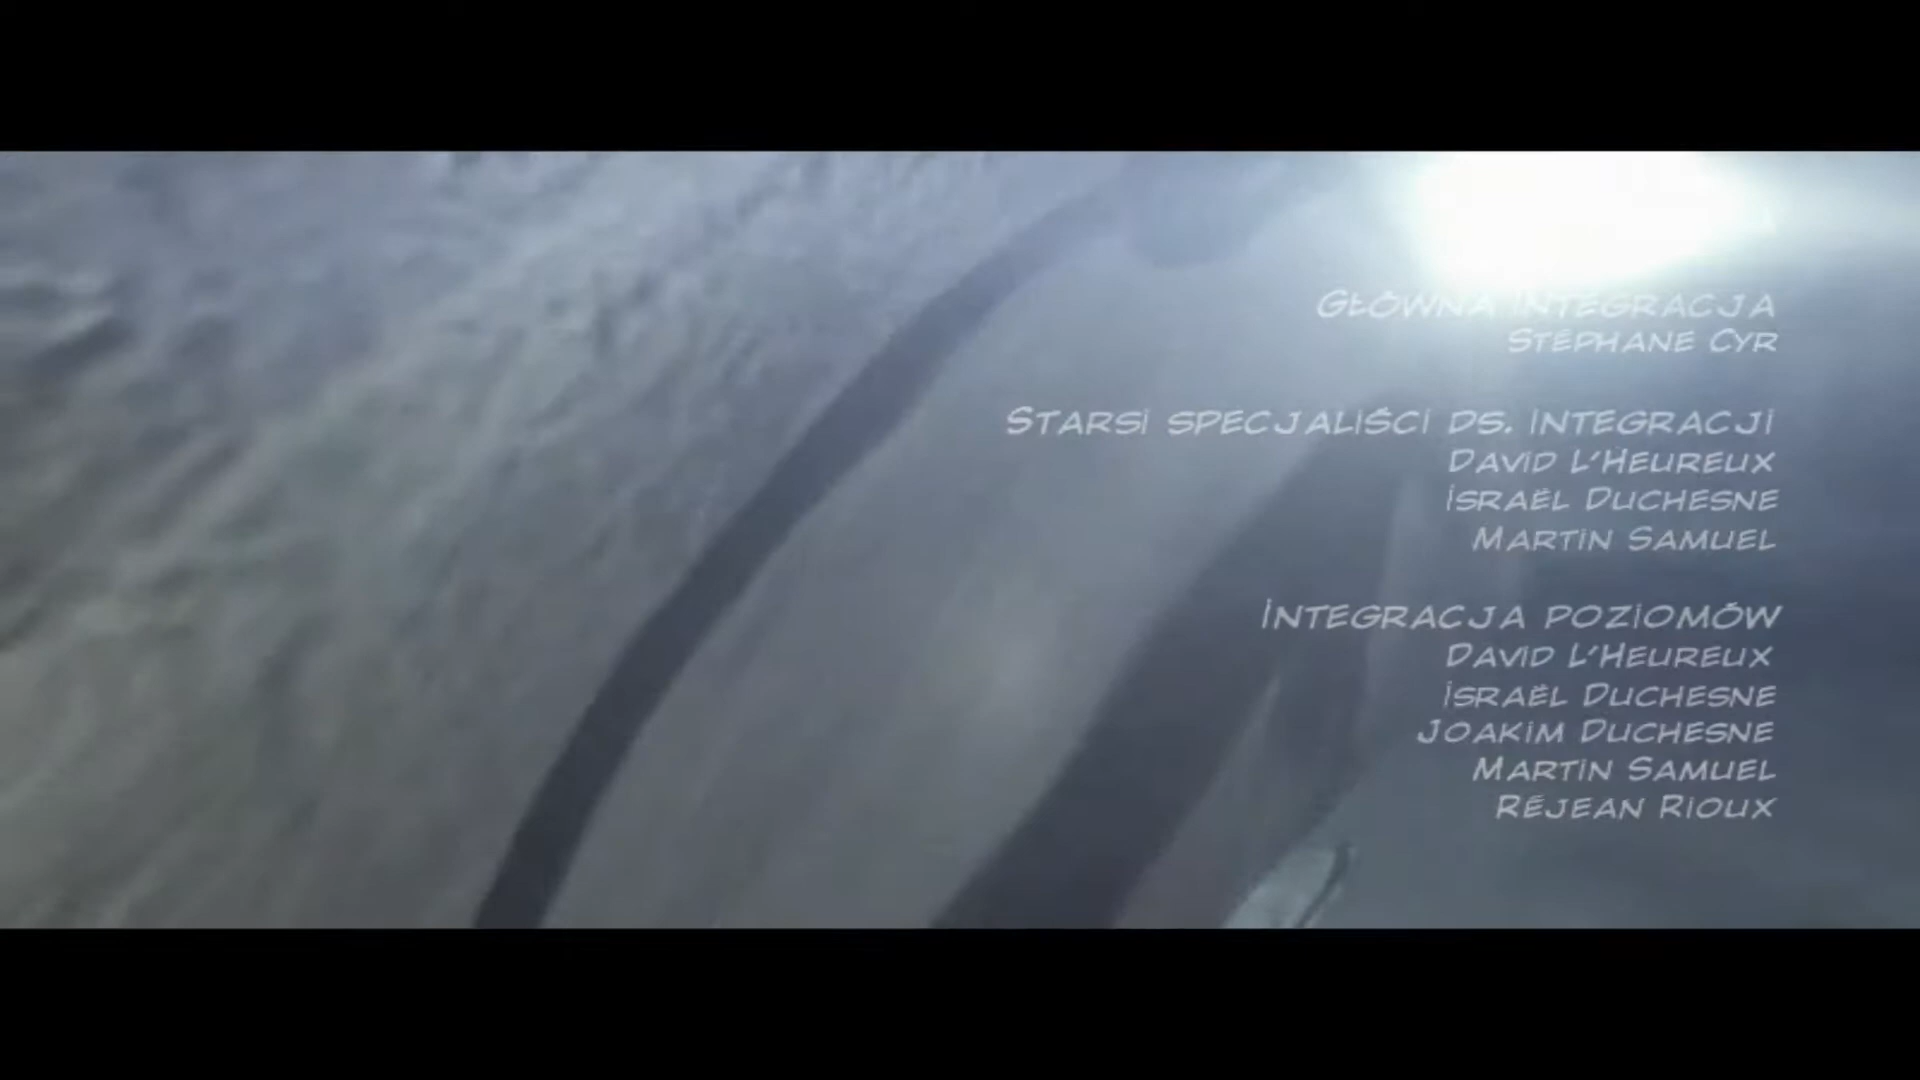 Główna integracja
Stéphane Cyr
Starsi specjaliści ds. integracji
David L'Heureux
Israël Duchesne
Martin Samuel
Integracja poziomów
David L'Heureux
Israël Duchesne
Joakim Duchesne
Martin Samuel
Réjean Rioux